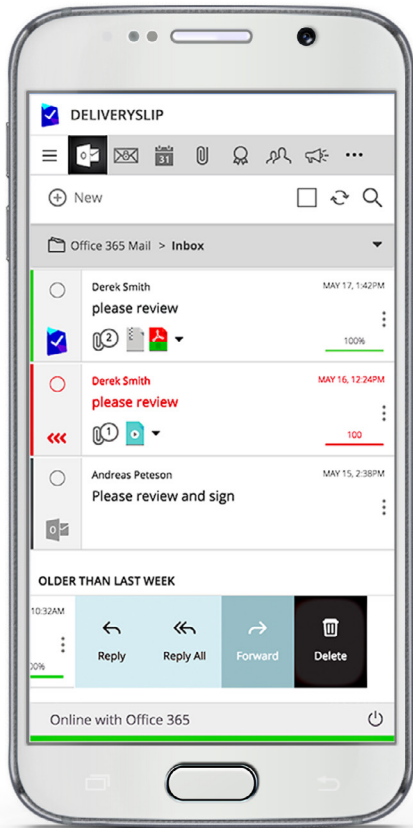 DELIVERYSLIP
31
New
Office 365 Mail > Inbox
Derek Smith MAY 17, 1:42PM
please review
2
100%
Derek Smith MAY 16, 12:24PM
please review
1
100
Andreas Peteson MAY 15, 2:38PM
Please review and sign
OLDER THAN LAST WEEK
10:32AM
Reply Reply All Forward Delete
00%
Online with Office 365